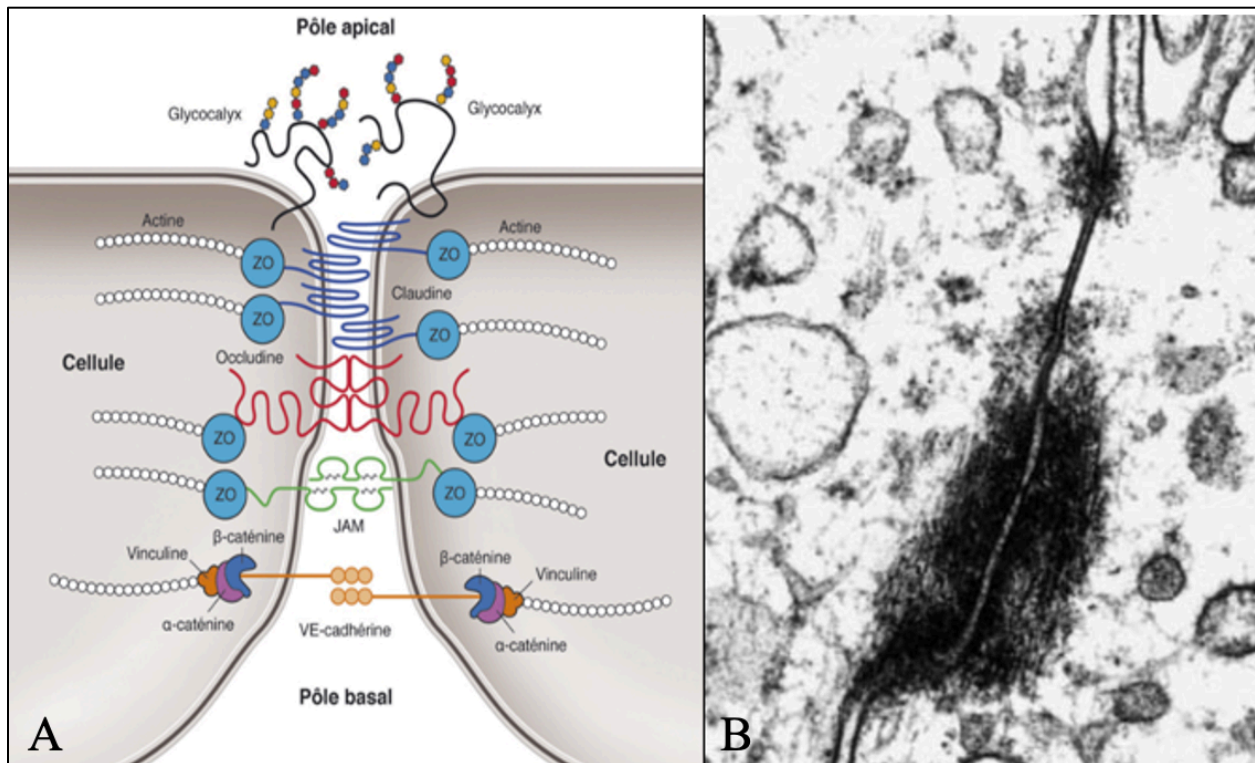 Pôle apical
Glycocalyx
Glycocalyx
Actine
Actine
ZO
ZO
ZO
Claudine
ZO
Occludine
Cellule
ZO
ZO
Cellule
ZO
ZO
JAM
β-caténine
β-caténine
Vinculine
Vinculine
α-caténine
VE-cadhérine
α-caténine
Pôle basal
A
B